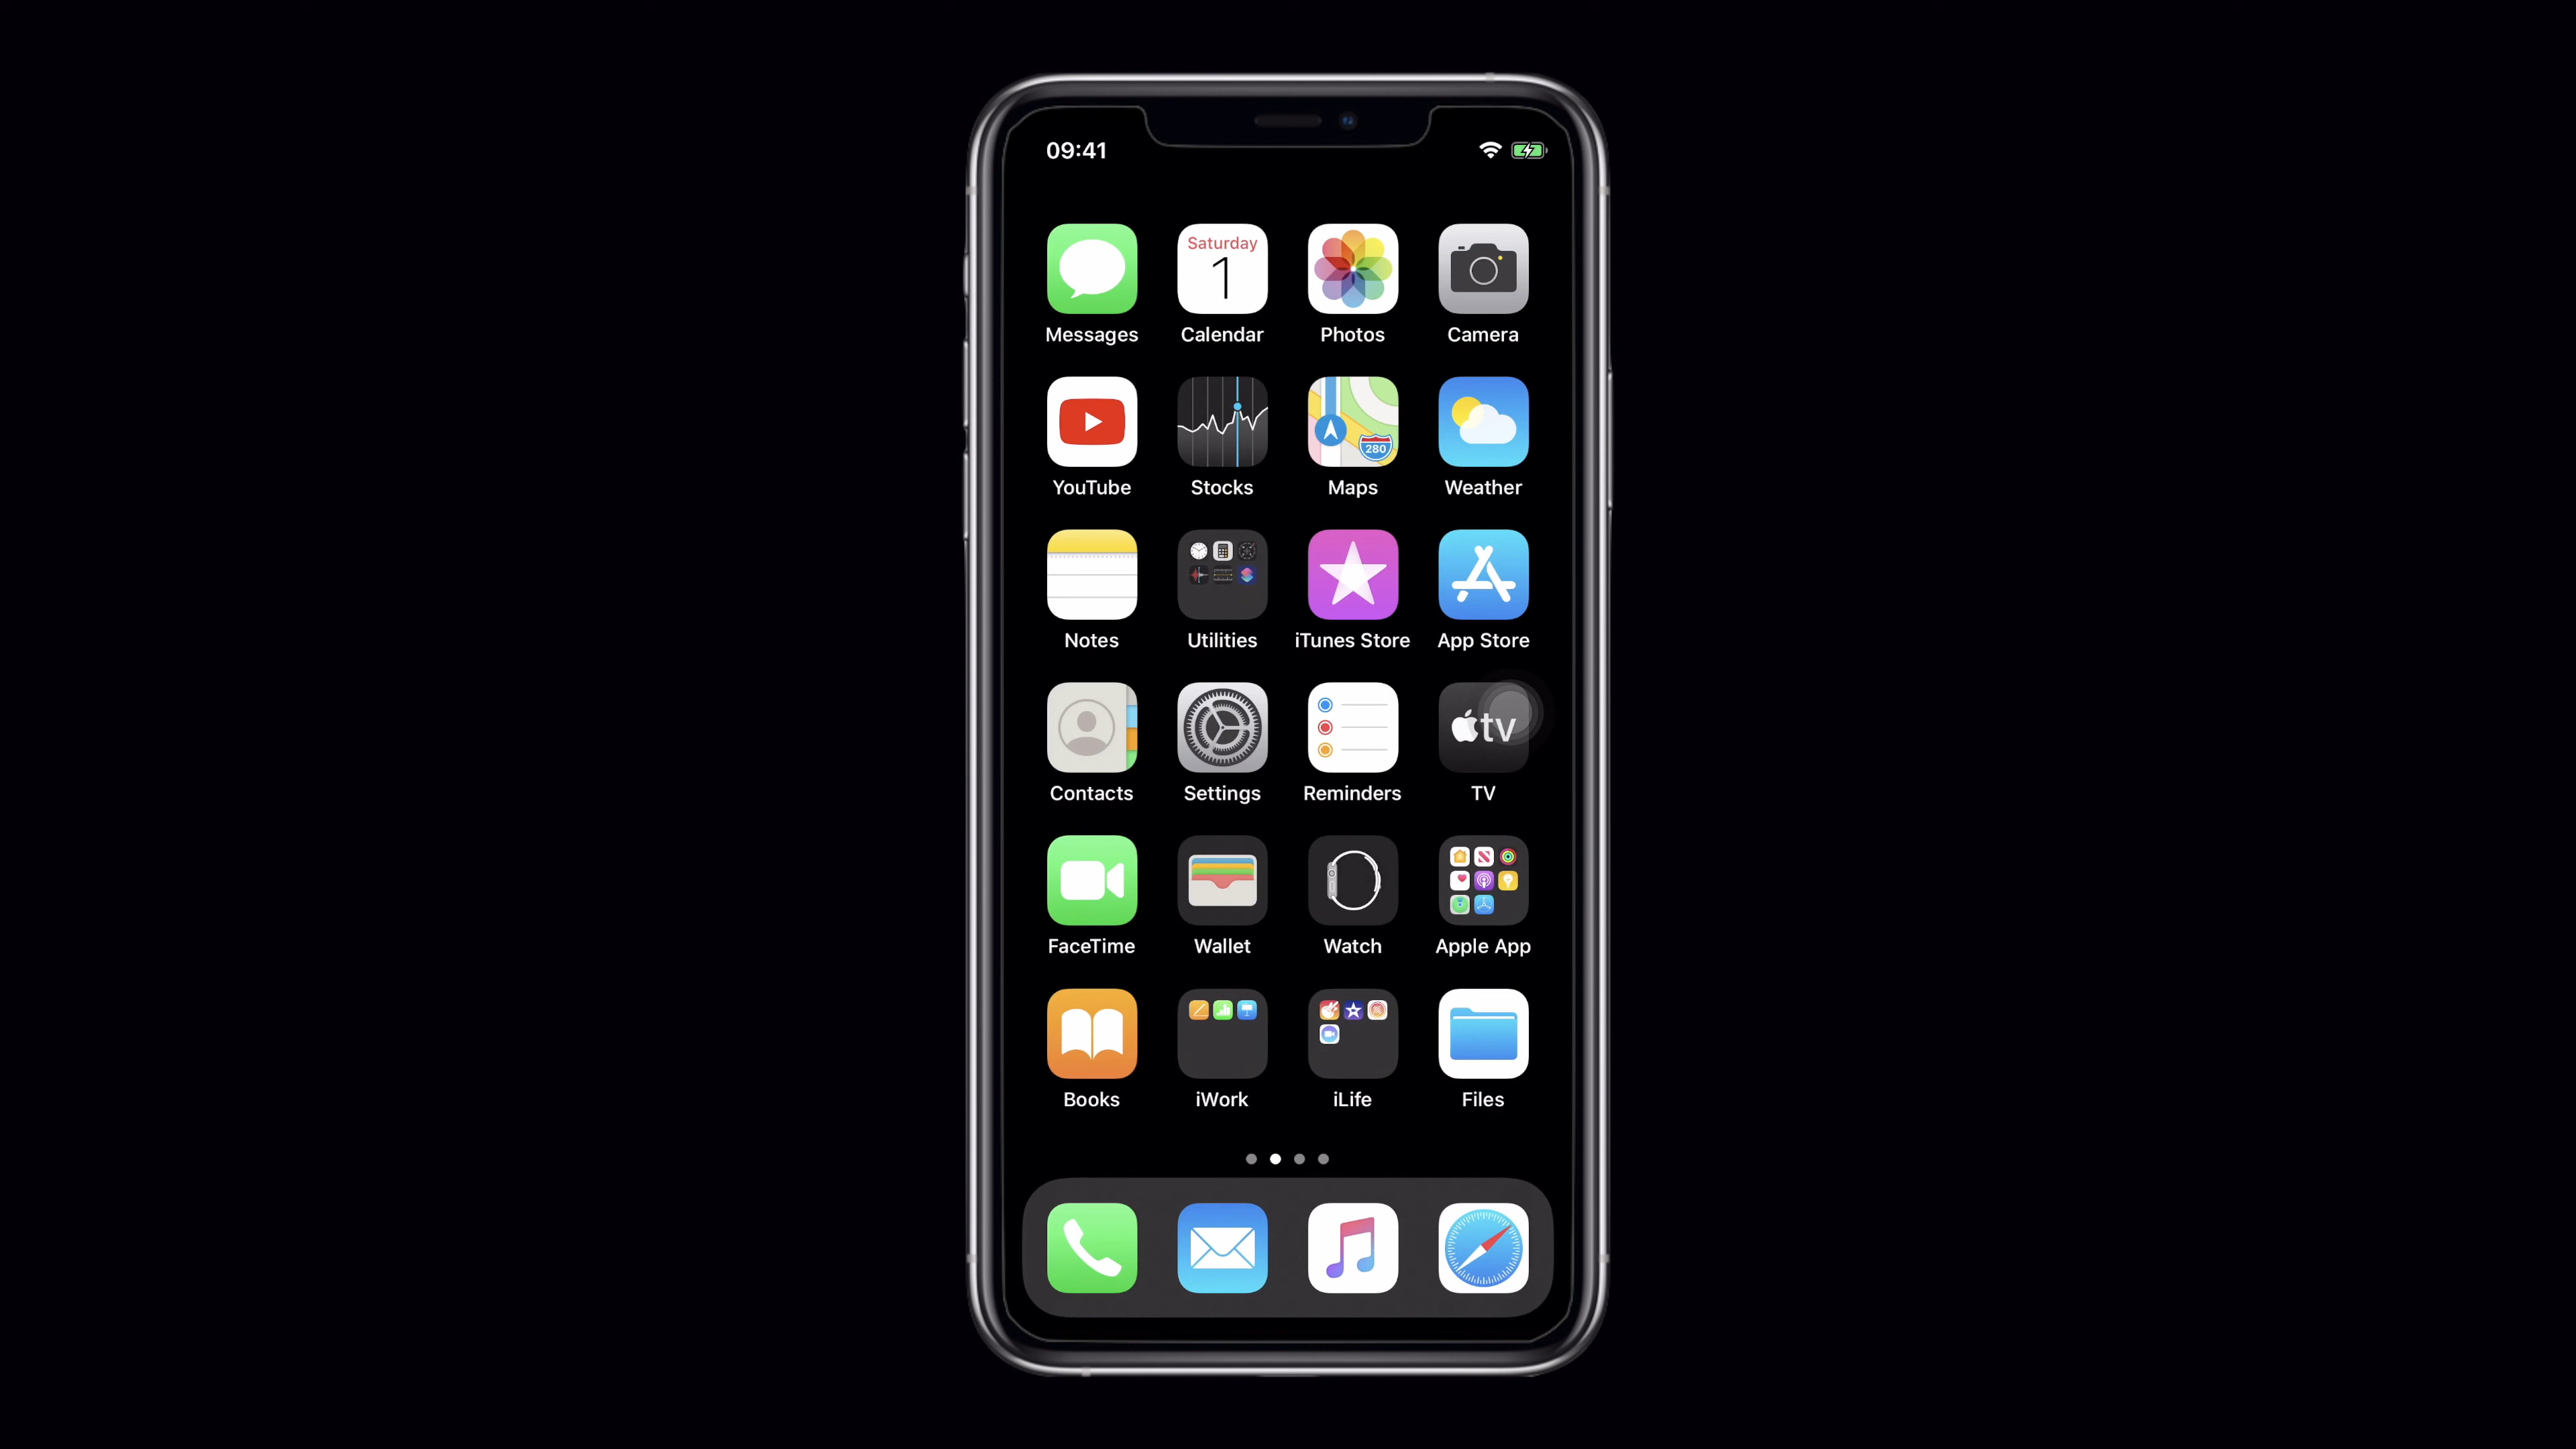 09:41
Saturday
1
Messages
Calendar
Photos
Camera
280
YouTube
Stocks
Maps
Weather
Notes
Utilities
iTunes Store
App Store
tv
Contacts
Settings
Reminders
TV
FaceTime
Wallet
Watch
Apple App
Books
iWork
iLife
Files